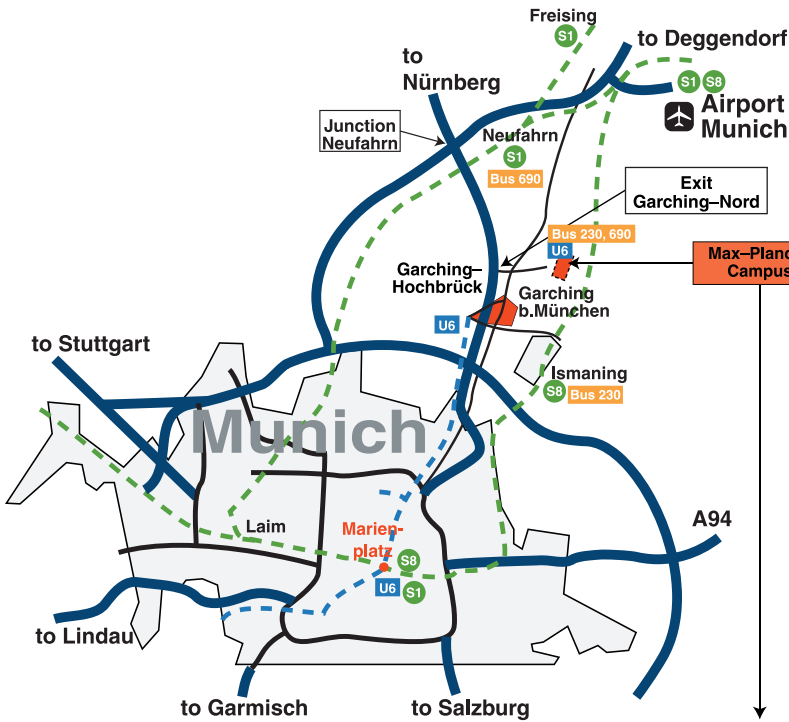 Freising
S1
to Deggendorf
to
Nürnberg
S1
S8
Airport
Munich
Junction
Neufahrn
Neufahrn
S1
Bus 690
Exit
Garching–Nord
Bus 230, 690
U6
Max–Planc
Campus
Garching–
Hochbrück
Garching
b.München
U6
to Stuttgart
Ismaning
S8
Bus 230
Munich
A94
Laim
Marien-
platz
S8
U6
S1
to Lindau
to Garmisch
to Salzburg